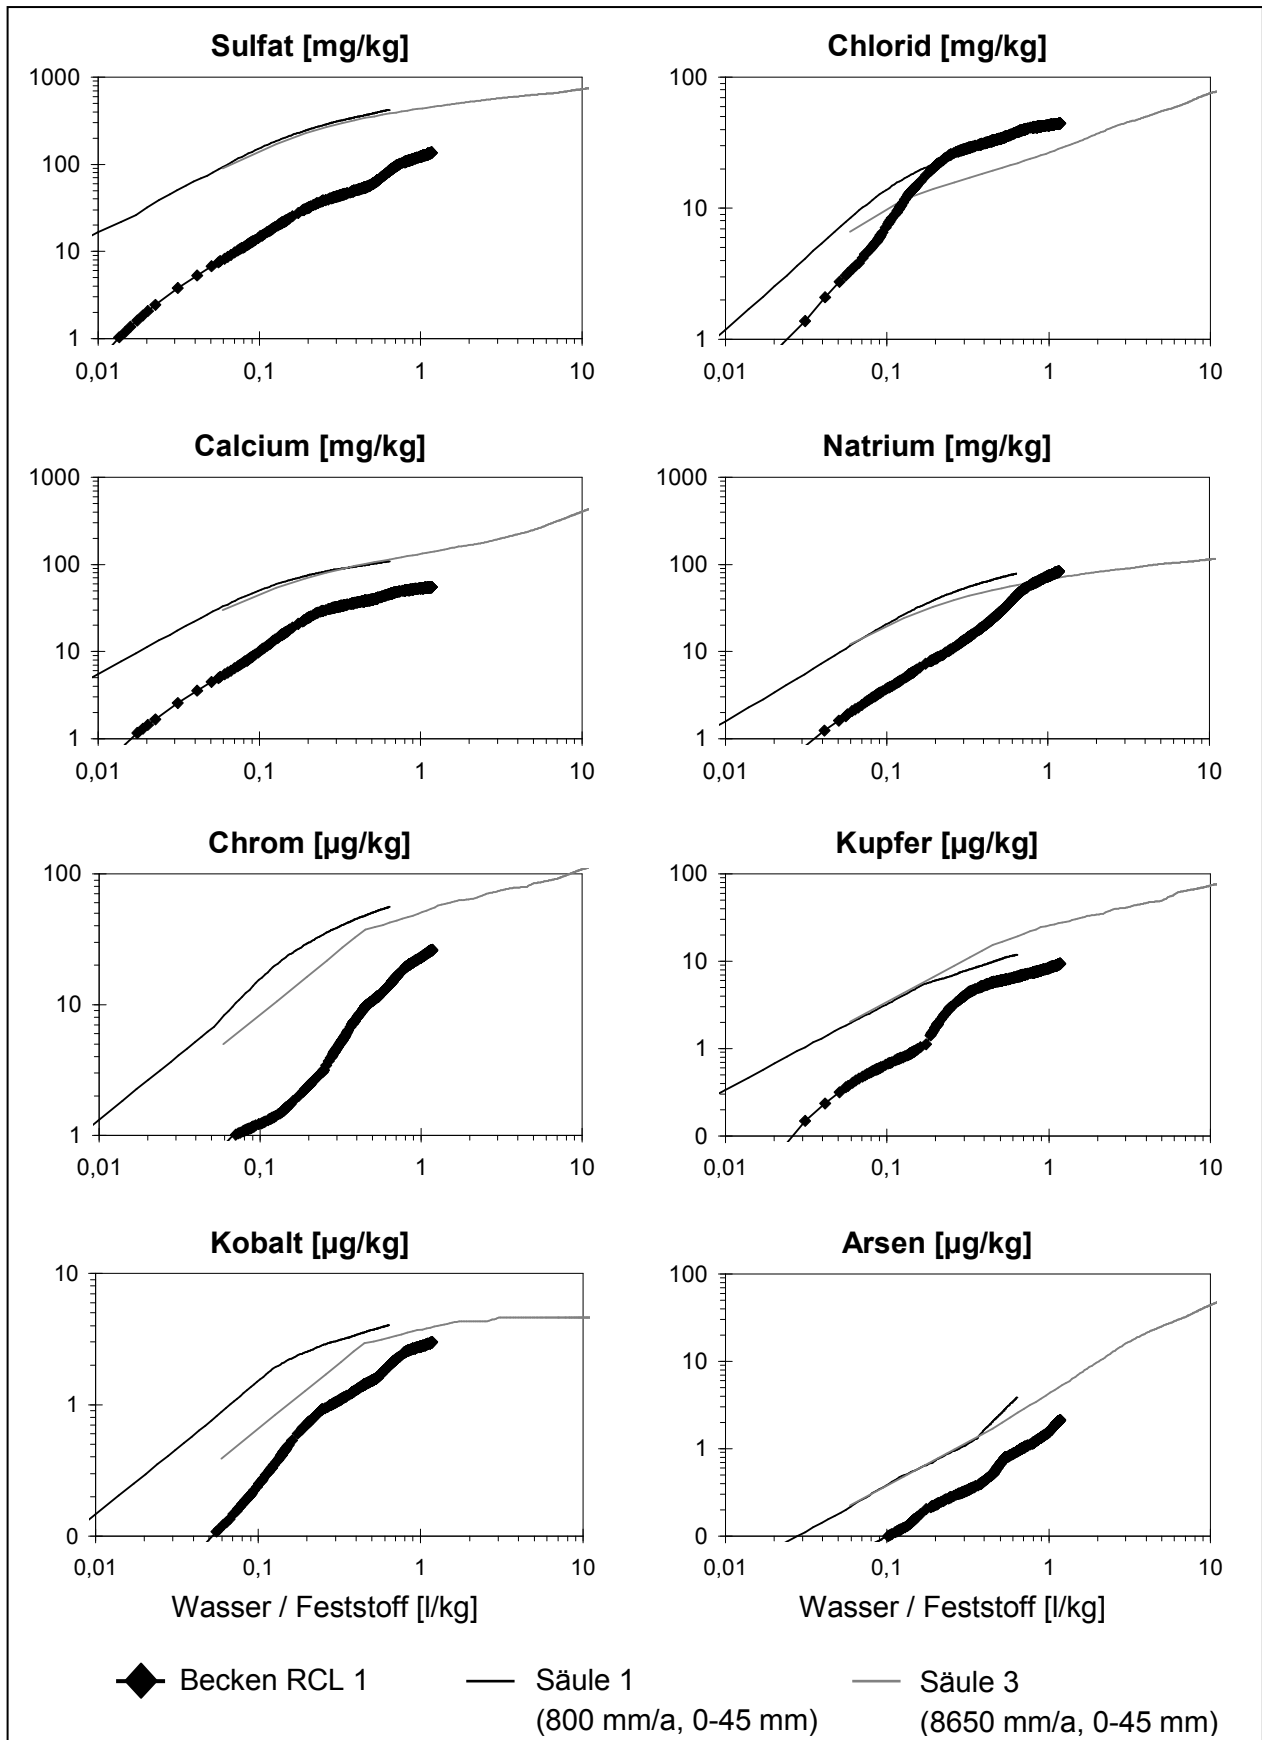 Sulfat [mg/kg]
1000
100
10
1
0,01 0,1 1 10
Chlorid [mg/kg]
100
10
1
0,01 0,1 1 10
Calcium [mg/kg]
1000
100
10
1
0,01 0,1 1 10
Natrium [mg/kg]
1000
100
10
1
0,01 0,1 1 10
Chrom [µg/kg]
100
10
1
0,01 0,1 1 10
Kupfer [µg/kg]
100
10
1
0
0,01 0,1 1 10
Kobalt [µg/kg]
10
1
0
0,01 0,1 1 10
Wasser / Feststoff [l/kg]
Arsen [µg/kg]
100
10
1
0
0,01 0,1 1 10
Wasser / Feststoff [l/kg]
Becken RCL 1
Säule 1
(800 mm/a, 0-45 mm)
Säule 3
(8650 mm/a, 0-45 mm)